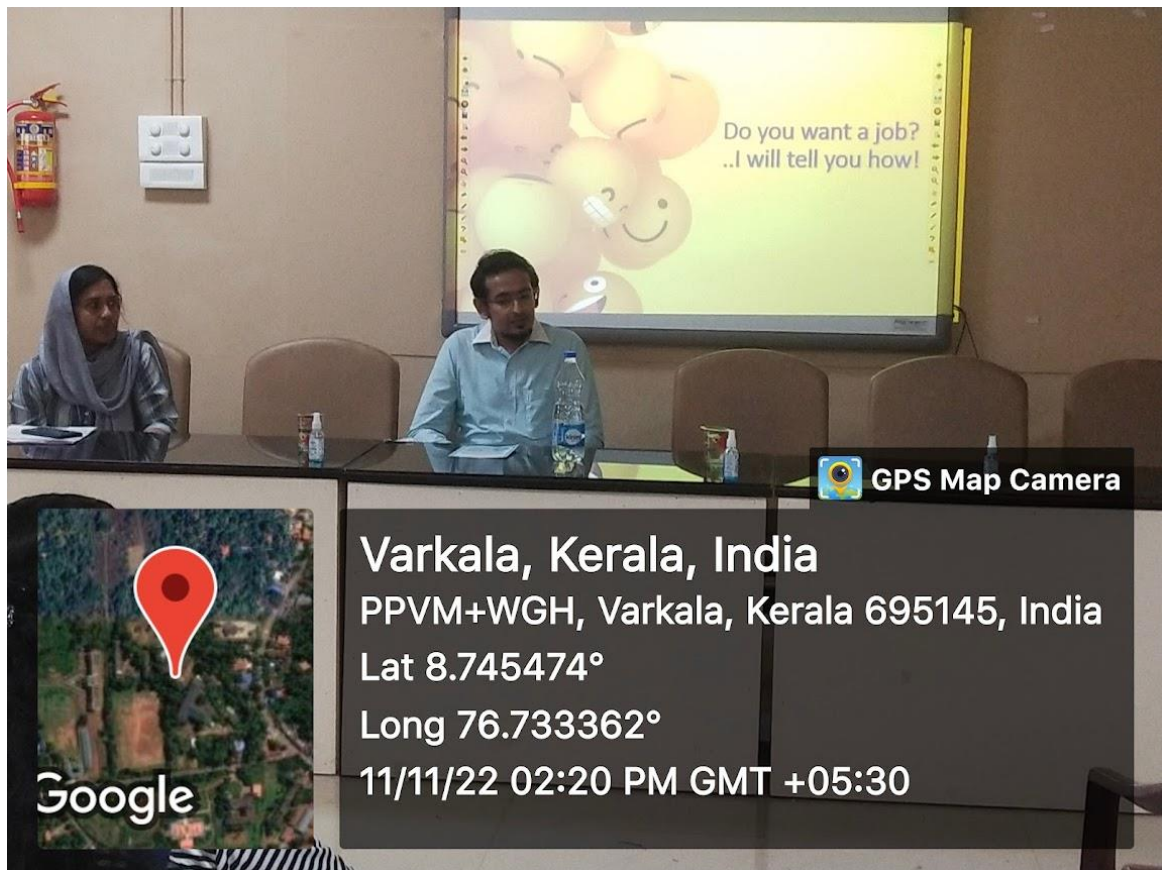 Do you want a job?
..I will tell you how!
GPS Map Camera
Varkala, Kerala, India
PPVM+WGH, Varkala, Kerala 695145, India
Lat 8.745474°
Long 76.733362°
11/11/22 02:20 PM GMT +05:30
Google